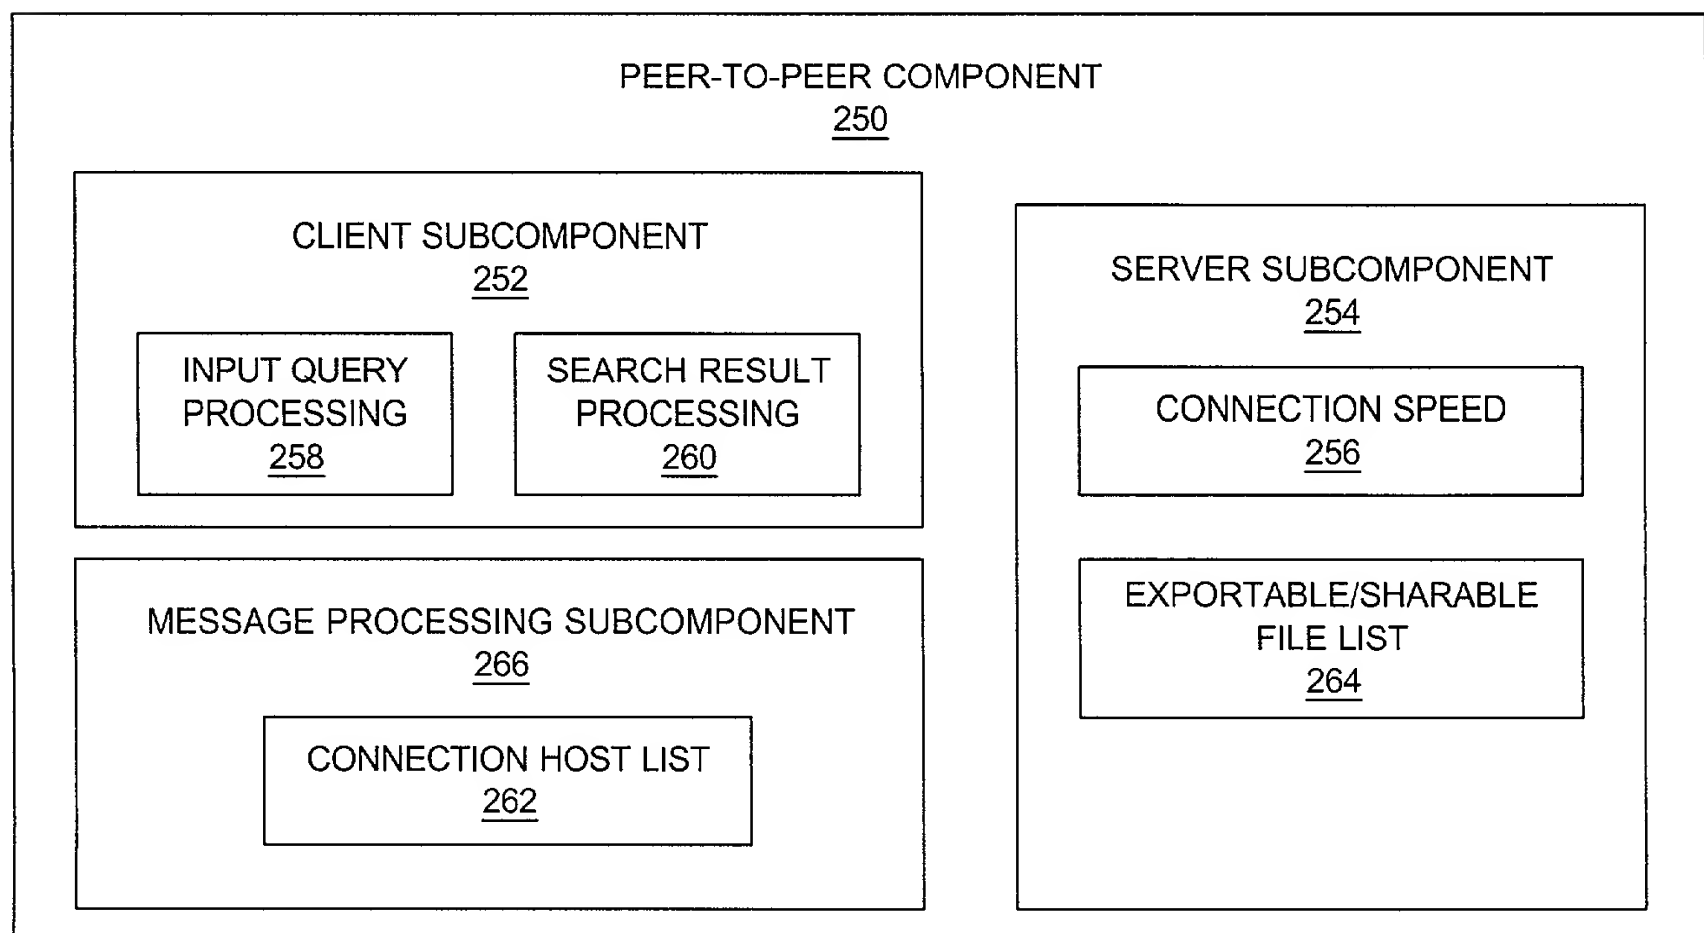 PEER-TO-PEER COMPONENT
250
CLIENT SUBCOMPONENT
252
INPUT QUERY
PROCESSING
258
SEARCH RESULT
PROCESSING
260
MESSAGE PROCESSING SUBCOMPONENT
266
CONNECTION HOST LIST
262
SERVER SUBCOMPONENT
254
CONNECTION SPEED
256
EXPORTABLE/SHARABLE
FILE LIST
264